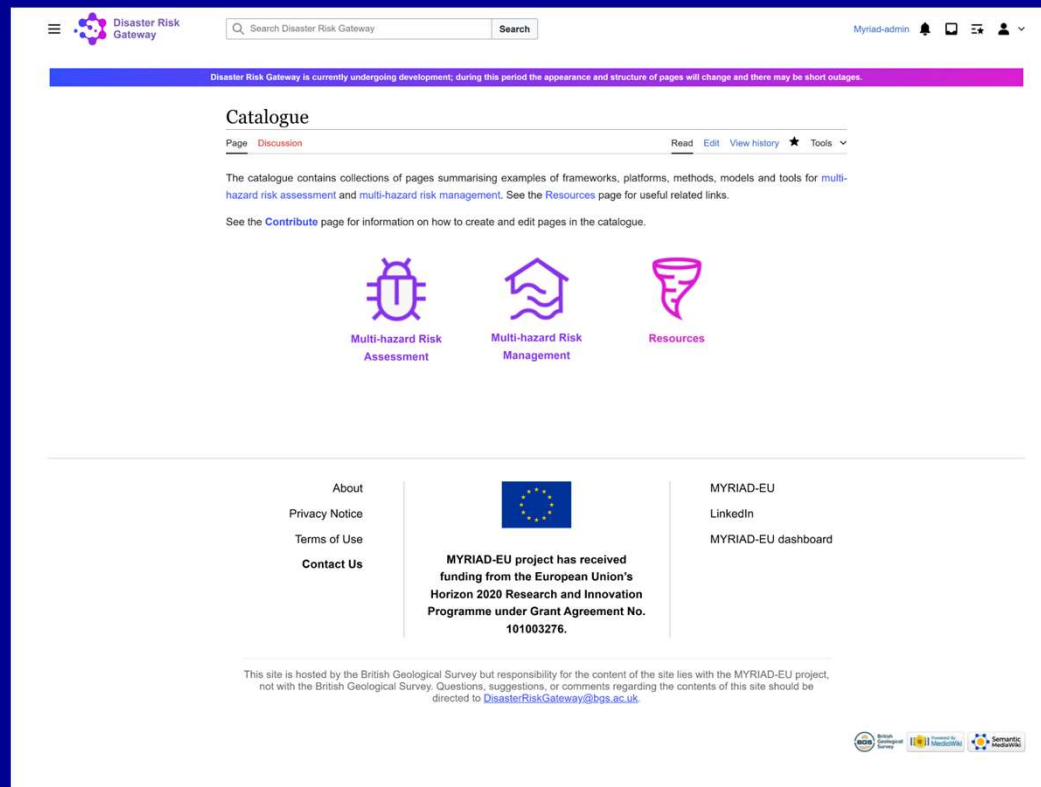 Disaster Risk
Gateway
Search Disaster Risk Gateway
Search
Myriad-admin
Disaster Risk Gateway is currently undergoing development; during this period the appearance and structure of pages will change and there may be short outages.
Catalogue
Page Discussion
Read Edit View history Tools
The catalogue contains collections of pages summarising examples of frameworks, platforms, methods, models and tools for multi-
hazard risk assessment and multi-hazard risk management. See the Resources page for useful related links.
See the Contribute page for information on how to create and edit pages in the catalogue.
Multi-hazard Risk
Assessment
Multi-hazard Risk
Management
Resources
About
Privacy Notice
Terms of Use
Contact Us
MYRIAD-EU project has received
funding from the European Union's
Horizon 2020 Research and Innovation
Programme under Grant Agreement No.
101003276.
MYRIAD-EU
LinkedIn
MYRIAD-EU dashboard
This site is hosted by the British Geological Survey but responsibility for the content of the site lies with the MYRIAD-EU project,
not with the British Geological Survey. Questions, suggestions, or comments regarding the contents of this site should be
directed to DisasterRiskGateway@bgs.ac.uk.
BGS
British
Geological
Survey
Powered By
MediaWiki
Semantic
MediaWiki